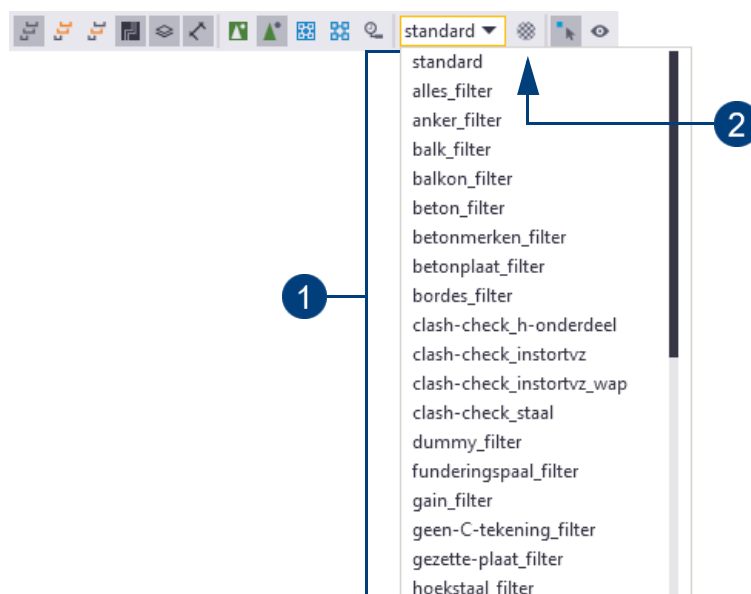 standard
standard
alles_filter
anker_filter
2
balk_filter
balkon_filter
beton_filter
betonmerken_filter
betonplaat_filter
1
bordes_filter
clash-check_h-onderdeel
clash-check_instortvz
clash-check_instortvz_wap
clash-check_staal
dummy_filter
funderingspaal_filter
gain_filter
geen-C-tekening_filter
gezette-plaat_filter
hoekstaal_filter